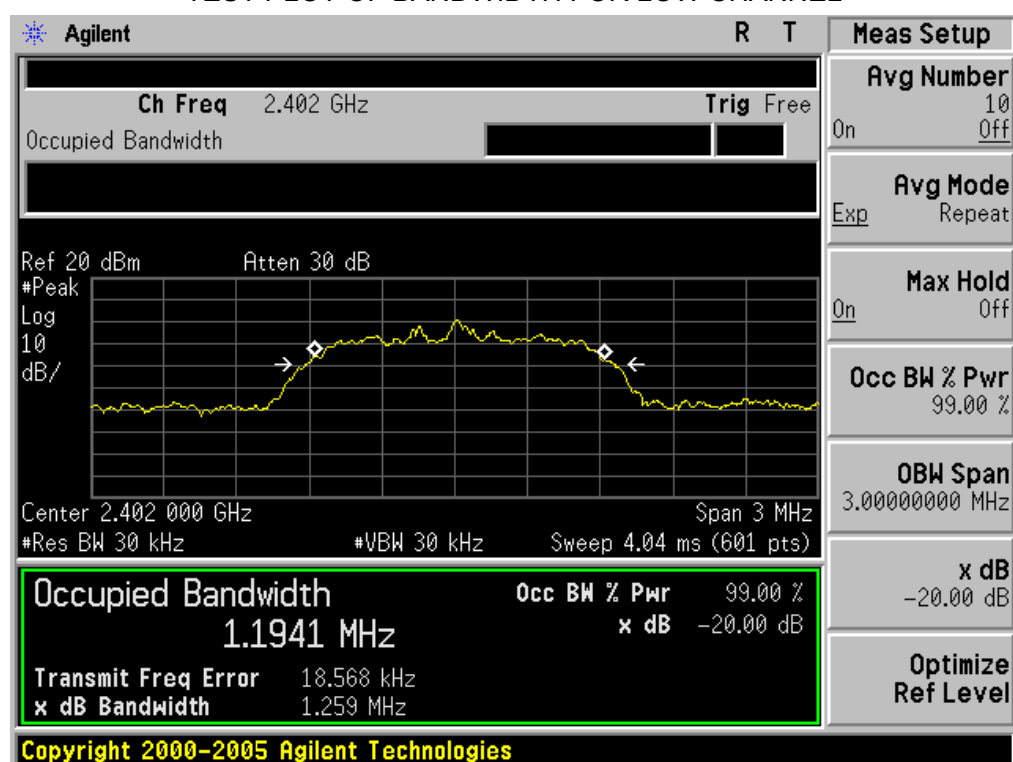 Agilent R T
Ch Freq 2.402 GHz Trig Free
Occupied Bandwidth
Ref 20 dBm Atten 30 dB
#Peak
Log
10
dB/
Center 2.402 000 GHz Span 3 MHz
#Res BW 30 kHz #VBW 30 kHz Sweep 4.04 ms (601 pts)
Occupied Bandwidth Occ BW % Pwr 99.00 %
1.1941 MHz x dB -20.00 dB
Transmit Freq Error 18.568 kHz
x dB Bandwidth 1.259 MHz
Copyright 2000-2005 Agilent Technologies
Meas Setup
Avg Number
10
On Off
Avg Mode
Exp Repeat
Max Hold
On Off
Occ BW % Pwr
99.00 %
OBW Span
3.00000000 MHz
x dB
-20.00 dB
Optimize
Ref Level